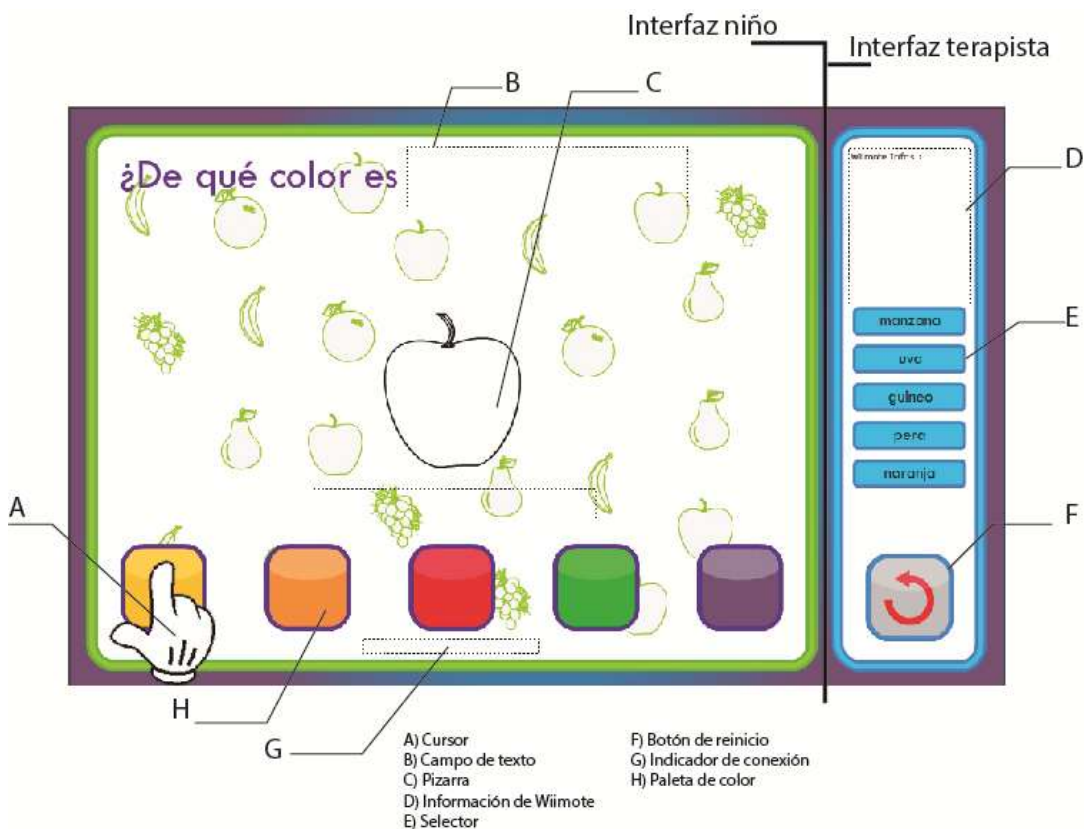 Interfaz niño
Interfaz terapista
B
C
D
¿De qué color es
Wiimote Infos :
manzana
E
uva
guineo
pera
naranja
A
F
H
G
A) Cursor
B) Campo de texto
C) Pizarra
D) Información de Wiimote
E) Selector
F) Botón de reinicio
G) Indicador de conexión
H) Paleta de color